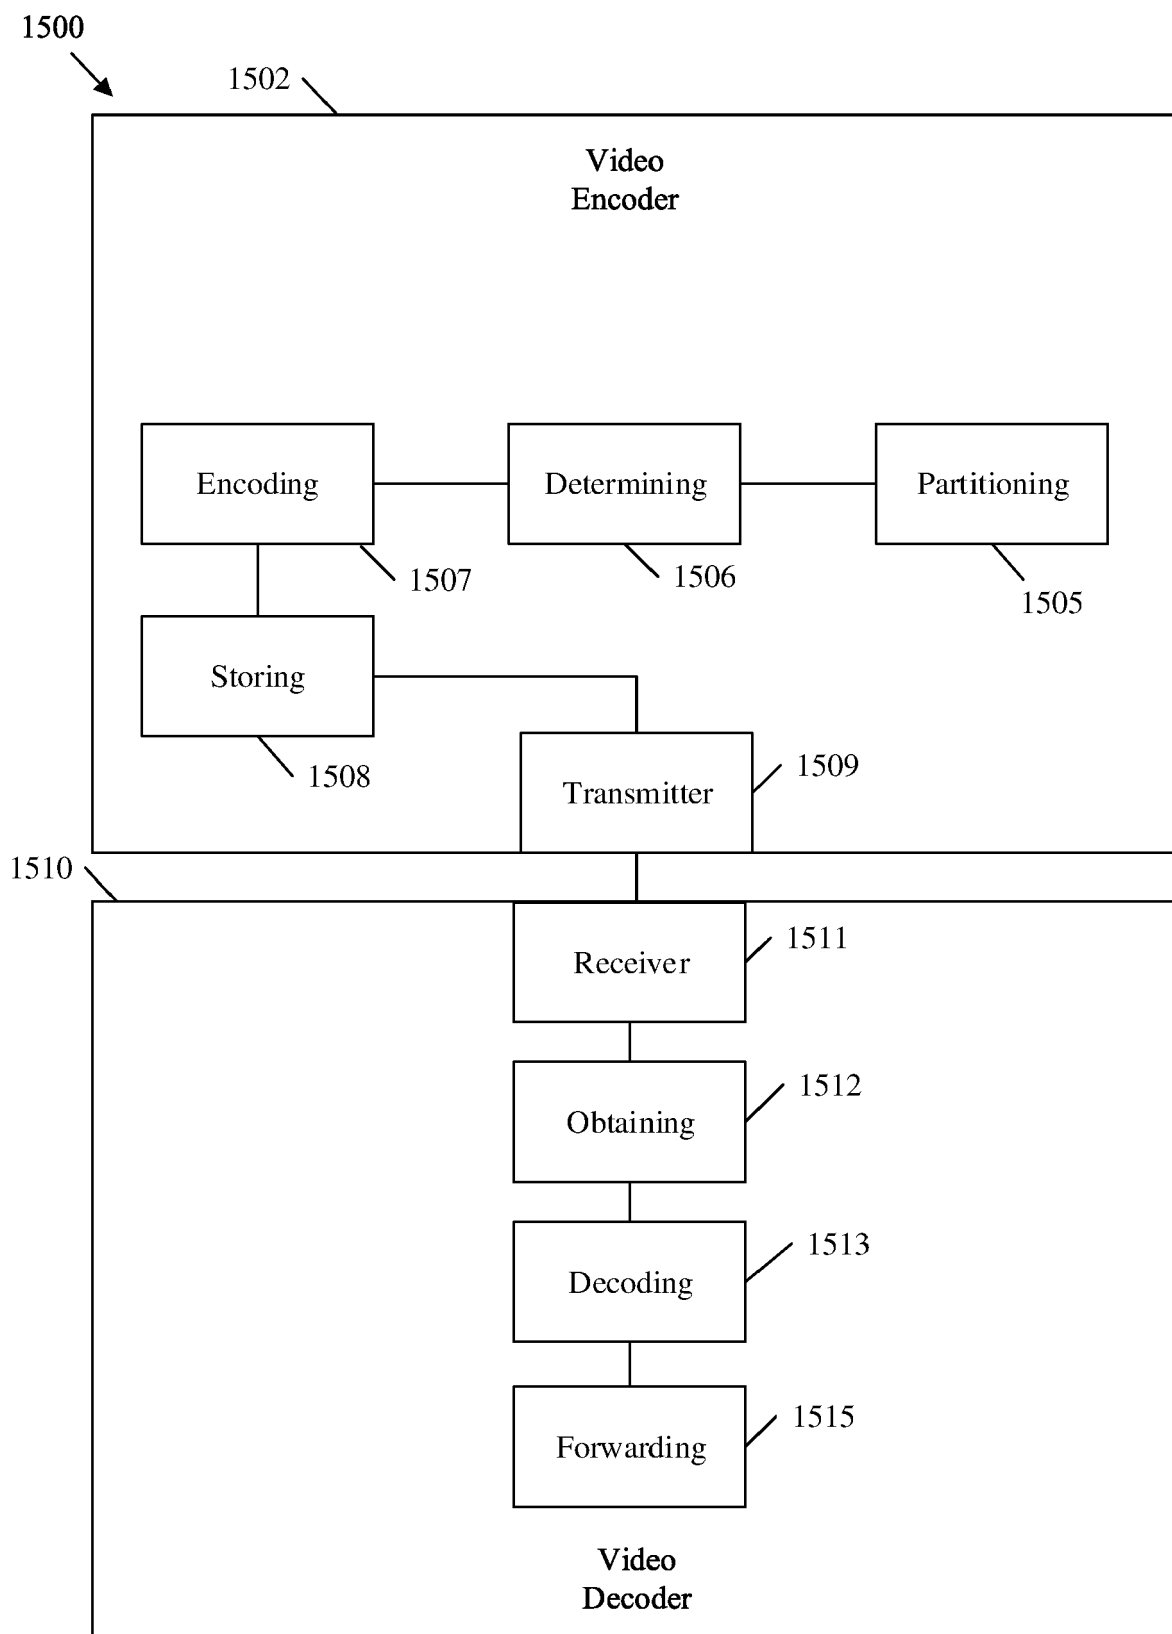 1500
1502
Video
Encoder
Encoding
Determining
Partitioning
1507
1506
1505
Storing
1508
Transmitter
1509
1510
Receiver
1511
Obtaining
1512
Decoding
1513
Forwarding
1515
Video
Decoder